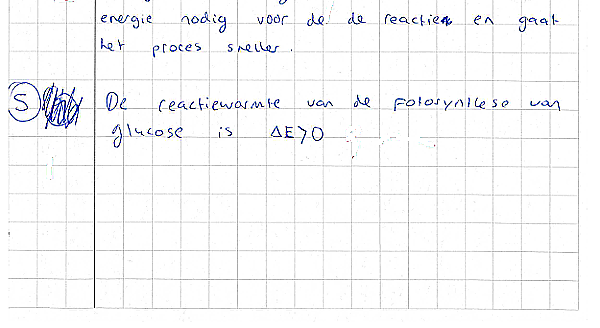 energie nodig voor de de reacties en gaat
het proces sneller.
5 De reactiewarmte van de fotosynthese van
glucose is ΔE>0